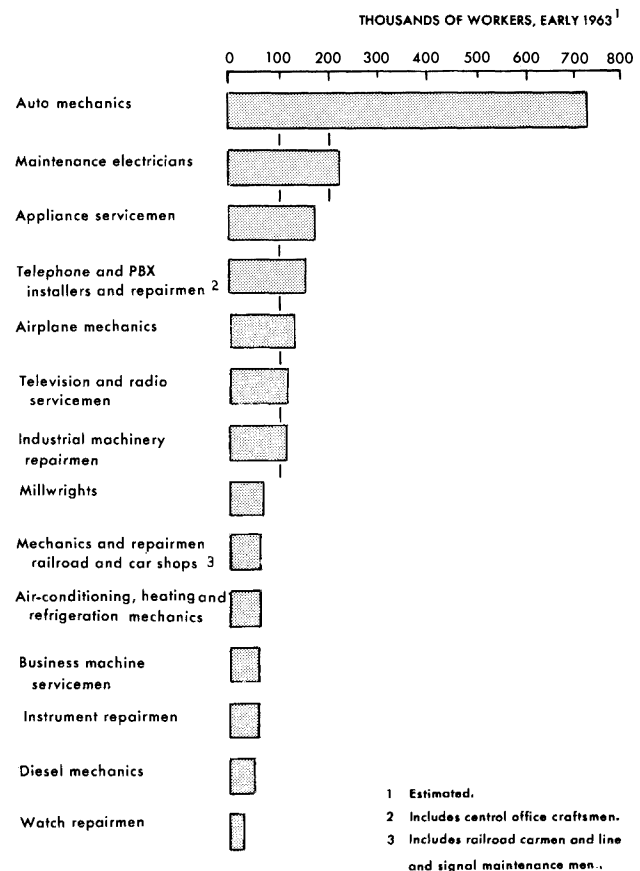 THOUSANDS OF WORKERS, EARLY 1963 1
0 100 200 300 400 500 600 700 800
Auto mechanics
Maintenance electricians
Appliance servicemen
Telephone and PBX
installers and repairmen 2
Airplane mechanics
Television and radio
servicemen
Industrial machinery
repairmen
Millwrights
Mechanics and repairmen
railroad and car shops 3
Air-conditioning, heating and
refrigeration mechanics
Business machine
servicemen
Instrument repairmen
Diesel mechanics
Watch repairmen
1 Estimated.
2 Includes central office craftsmen.
3 Includes railroad carmen and line
and signal maintenance men..